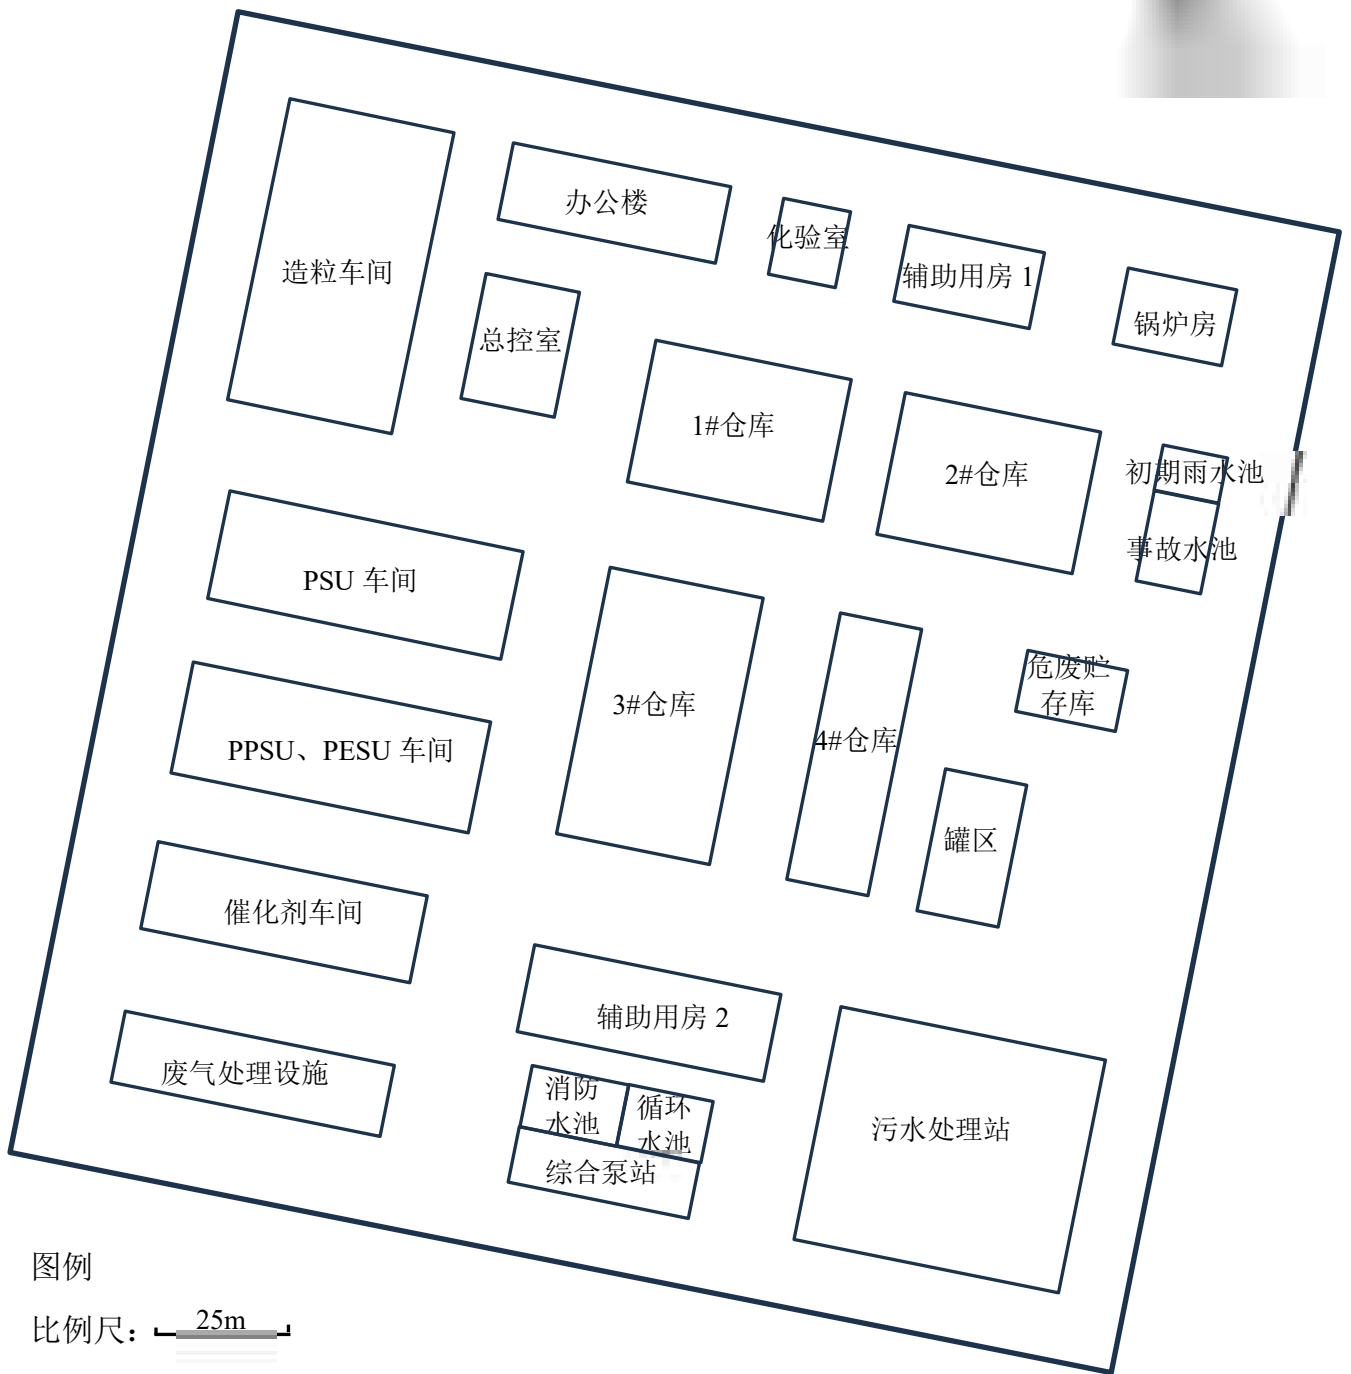 办公楼
化验室
造粒车间
辅助用房 1
锅炉房
总控室
1#仓库
2#仓库
初期雨水池
事故水池
PSU 车间
危废贮
存库
3#仓库
4#仓库
PPSU、PESU 车间
罐区
催化剂车间
辅助用房 2
废气处理设施
消防
水池
循环
水池
污水处理站
综合泵站
图例
比例尺：
25m